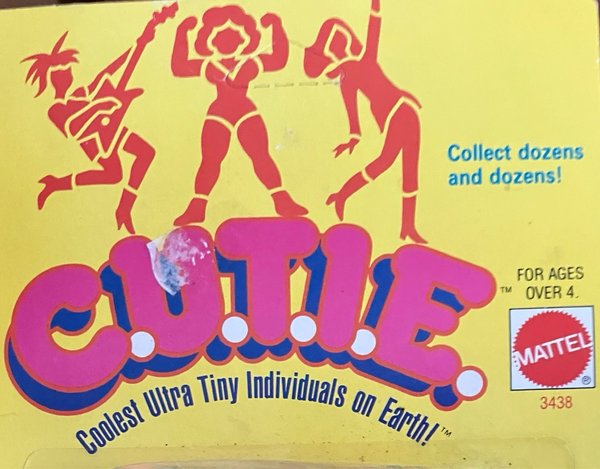 Collect dozens
and dozens!
C.U.T.I.E.™
Coolest Ultra Tiny Individuals on Earth!™
FOR AGES
OVER 4.
MATTEL®
3438